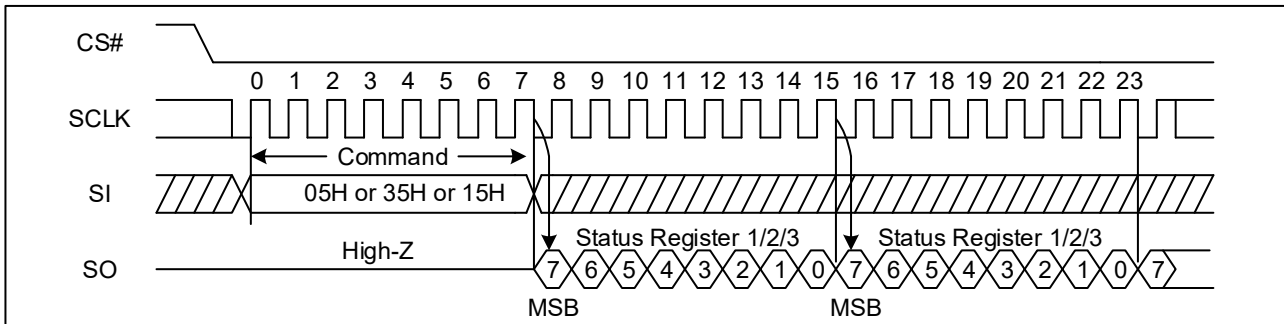 CS#
0 1 2 3 4 5 6 7 8 9 10 11 12 13 14 15 16 17 18 19 20 21 22 23
SCLK
Command
SI 05H or 35H or 15H
High-Z Status Register 1/2/3 Status Register 1/2/3
SO 7 6 5 4 3 2 1 0 7 6 5 4 3 2 1 0 7
MSB MSB